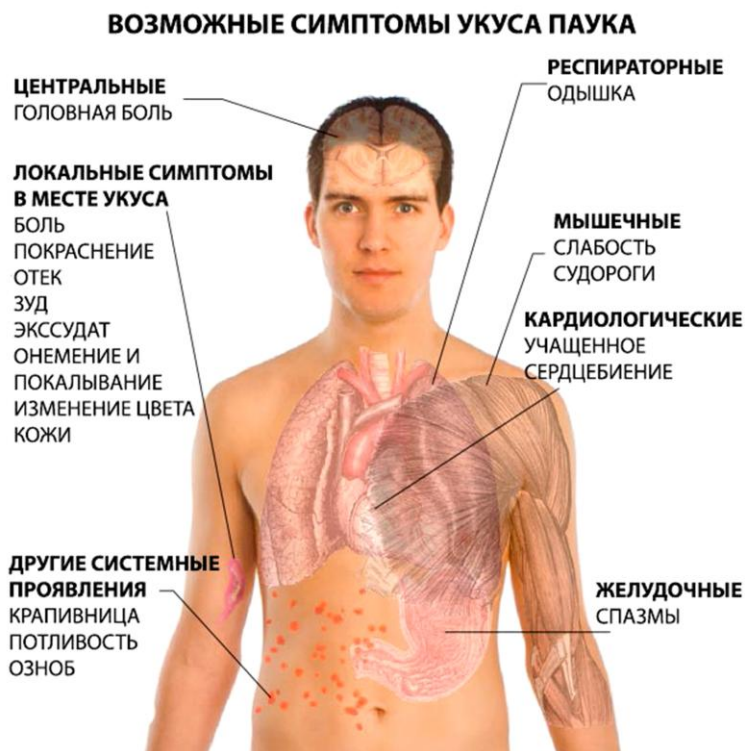 ВОЗМОЖНЫЕ СИМПТОМЫ УКУСА ПАУКА
ЦЕНТРАЛЬНЫЕ
ГОЛОВНАЯ БОЛЬ
ЛОКАЛЬНЫЕ СИМПТОМЫ
В МЕСТЕ УКУСА
БОЛЬ
ПОКРАСНЕНИЕ
ОТЕК
ЗУД
ЭКССУДАТ
ОНЕМЕНИЕ И
ПОКАЛЫВАНИЕ
ИЗМЕНЕНИЕ ЦВЕТА
КОЖИ
ДРУГИЕ СИСТЕМНЫЕ
ПРОЯВЛЕНИЯ
КРАПИВНИЦА
ПОТЛИВОСТЬ
ОЗНОБ
РЕСПИРАТОРНЫЕ
ОДЫШКА
МЫШЕЧНЫЕ
СЛАБОСТЬ
СУДОРОГИ
КАРДИОЛОГИЧЕСКИЕ
УЧАЩЕННОЕ
СЕРДЦЕБИЕНИЕ
ЖЕЛУДОЧНЫЕ
СПАЗМЫ